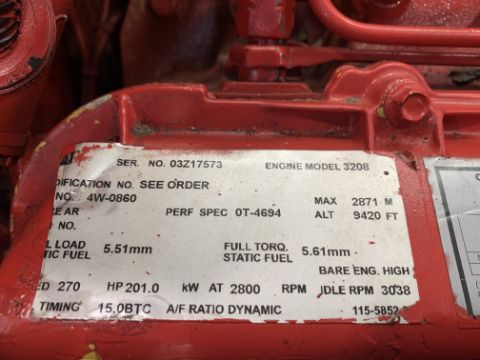 AT SER. NO. 03Z17573 ENGINE MODEL 3208
DIFICATION NO. SEE ORDER
NO. 4W-0860 MAX 2871 M
AR PERF SPEC 0T-4694 ALT 9420 FT
NO.
LOAD 5.51mm FULL TORQ. 5.61mm
TATIC FUEL STATIC FUEL
BARE ENG. HIGH
ED 270 HP 201.0 kW AT 2800 RPM IDLE RPM 3038
TIMING 15.0BTC A/F RATIO DYNAMIC 115-5852